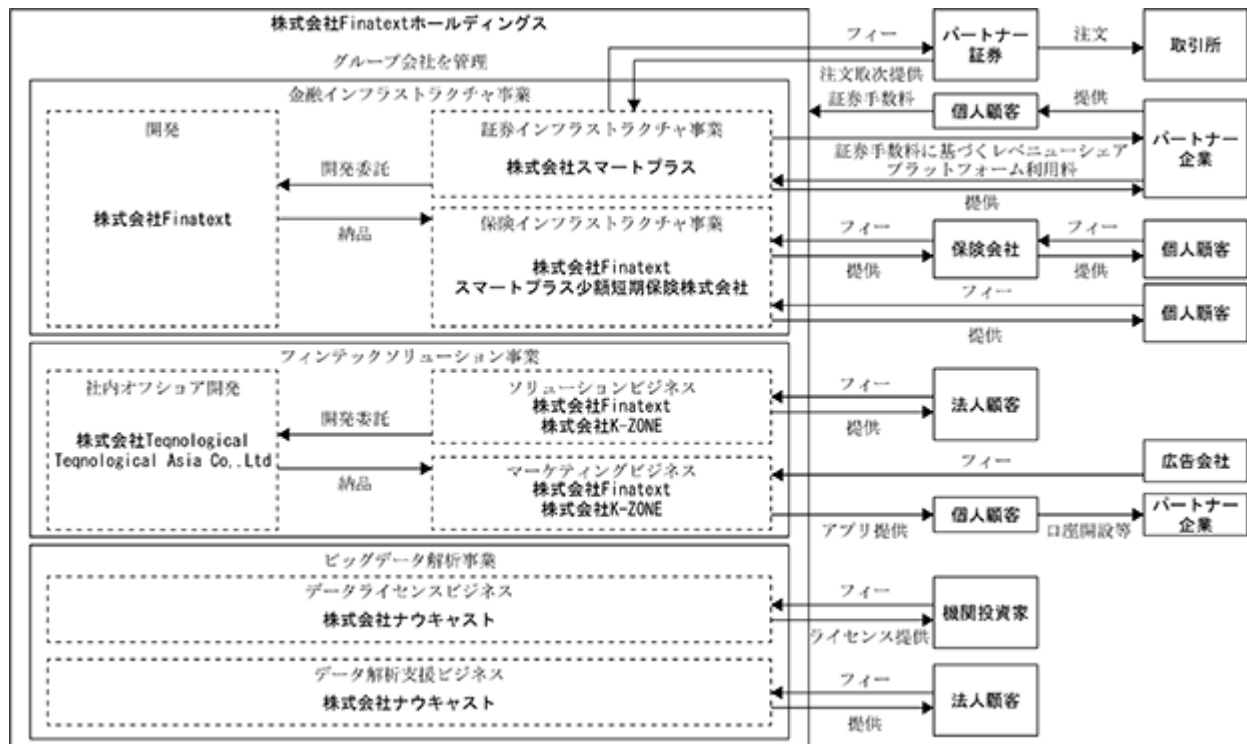 株式会社Finatextホールディングス
グループ会社を管理
金融インフラストラクチャ事業
開発
株式会社Finatext
開発委託
納品
証券インフラストラクチャ事業
株式会社スマートプラス
保険インフラストラクチャ事業
株式会社Finatext
スマートプラス少額短期保険株式会社
フィー
注文取次提供
パートナー
証券
注文
取引所
証券手数料
個人顧客
提供
パートナー
企業
証券手数料に基づくレベニューシェア
プラットフォーム利用料
提供
フィー
提供
保険会社
フィー
提供
個人顧客
フィー
提供
個人顧客
フィンテックソリューション事業
社内オフショア開発
株式会社Teqnological
Teqnological Asia Co.,Ltd
開発委託
納品
ソリューションビジネス
株式会社Finatext
株式会社K-ZONE
マーケティングビジネス
株式会社Finatext
株式会社K-ZONE
フィー
提供
法人顧客
フィー
広告会社
アプリ提供
個人顧客
口座開設等
パートナー
企業
ビッグデータ解析事業
データライセンスビジネス
株式会社ナウキャスト
フィー
ライセンス提供
機関投資家
データ解析支援ビジネス
株式会社ナウキャスト
フィー
提供
法人顧客